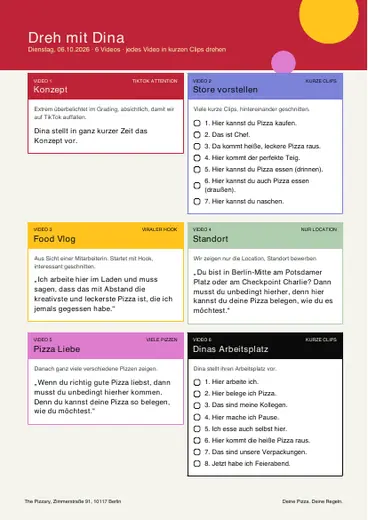 Dreh mit Dina
Dienstag, 06.10.2026 · 6 Videos · jedes Video in kurzen Clips drehen
VIDEO 1
TIKTOK ATTENTION
Konzept
Extrem überbelichtet im Grading, absichtlich, damit wir
auf TikTok auffallen.
Dina stellt in ganz kurzer Zeit das
Konzept vor.
VIDEO 2
KURZE CLIPS
Store vorstellen
Viele kurze Clips, hintereinander geschnitten.
1. Hier kannst du Pizza kaufen.
2. Das ist Chef.
3. Da kommt heiße, leckere Pizza raus.
4. Hier kommt der perfekte Teig.
5. Hier kannst du Pizza essen (drinnen).
6. Hier kannst du auch Pizza essen
(draußen).
7. Hier kannst du naschen.
VIDEO 3
VIRALER HOOK
Food Vlog
Aus Sicht einer Mitarbeiterin. Startet mit Hook,
interessant geschnitten.
„Ich arbeite hier im Laden und muss
sagen, dass das mit Abstand die
kreativste und leckerste Pizza ist, die ich
jemals gegessen habe.“
VIDEO 4
NUR LOCATION
Standort
Wir zeigen nur die Location, Standort bewerben
„Du bist in Berlin-Mitte am Potsdamer
Platz oder am Checkpoint Charlie? Dann
musst du unbedingt hierher, denn hier
kannst du deine Pizza belegen, wie du es
möchtest.“
VIDEO 5
VIELE PIZZEN
Pizza Liebe
Danach ganz viele verschiedene Pizzen zeigen.
„Wenn du richtig gute Pizza liebst, dann
musst du unbedingt hierher kommen.
Denn du kannst deine Pizza so belegen,
wie du möchtest.“
VIDEO 6
KURZE CLIPS
Dinas Arbeitsplatz
Dina stellt ihren Arbeitsplatz vor.
1. Hier arbeite ich.
2. Hier belege ich Pizza.
3. Das sind meine Kollegen.
4. Hier mache ich Pause.
5. Ich esse auch selbst hier.
6. Hier kommt die heiße Pizza raus.
7. Das sind unsere Verpackungen.
8. Jetzt habe ich Feierabend.
The Pizzary, Zimmerstraße 91, 10117 Berlin
Deine Pizza. Deine Regeln.